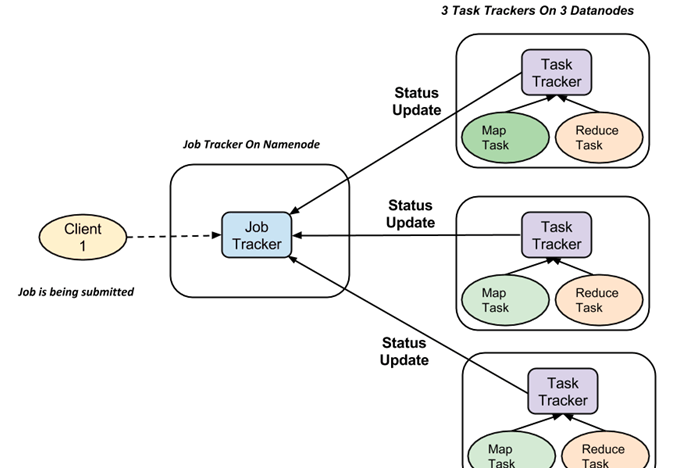 3 Task Trackers On 3 Datanodes
Task
Tracker
Status
Update
Map
Task
Reduce
Task
Job Tracker On Namenode
Client
1
Job
Tracker
Status
Update
Task
Tracker
Job is being submitted
Map
Task
Reduce
Task
Status
Update
Task
Tracker
Map
Task
Reduce
Task